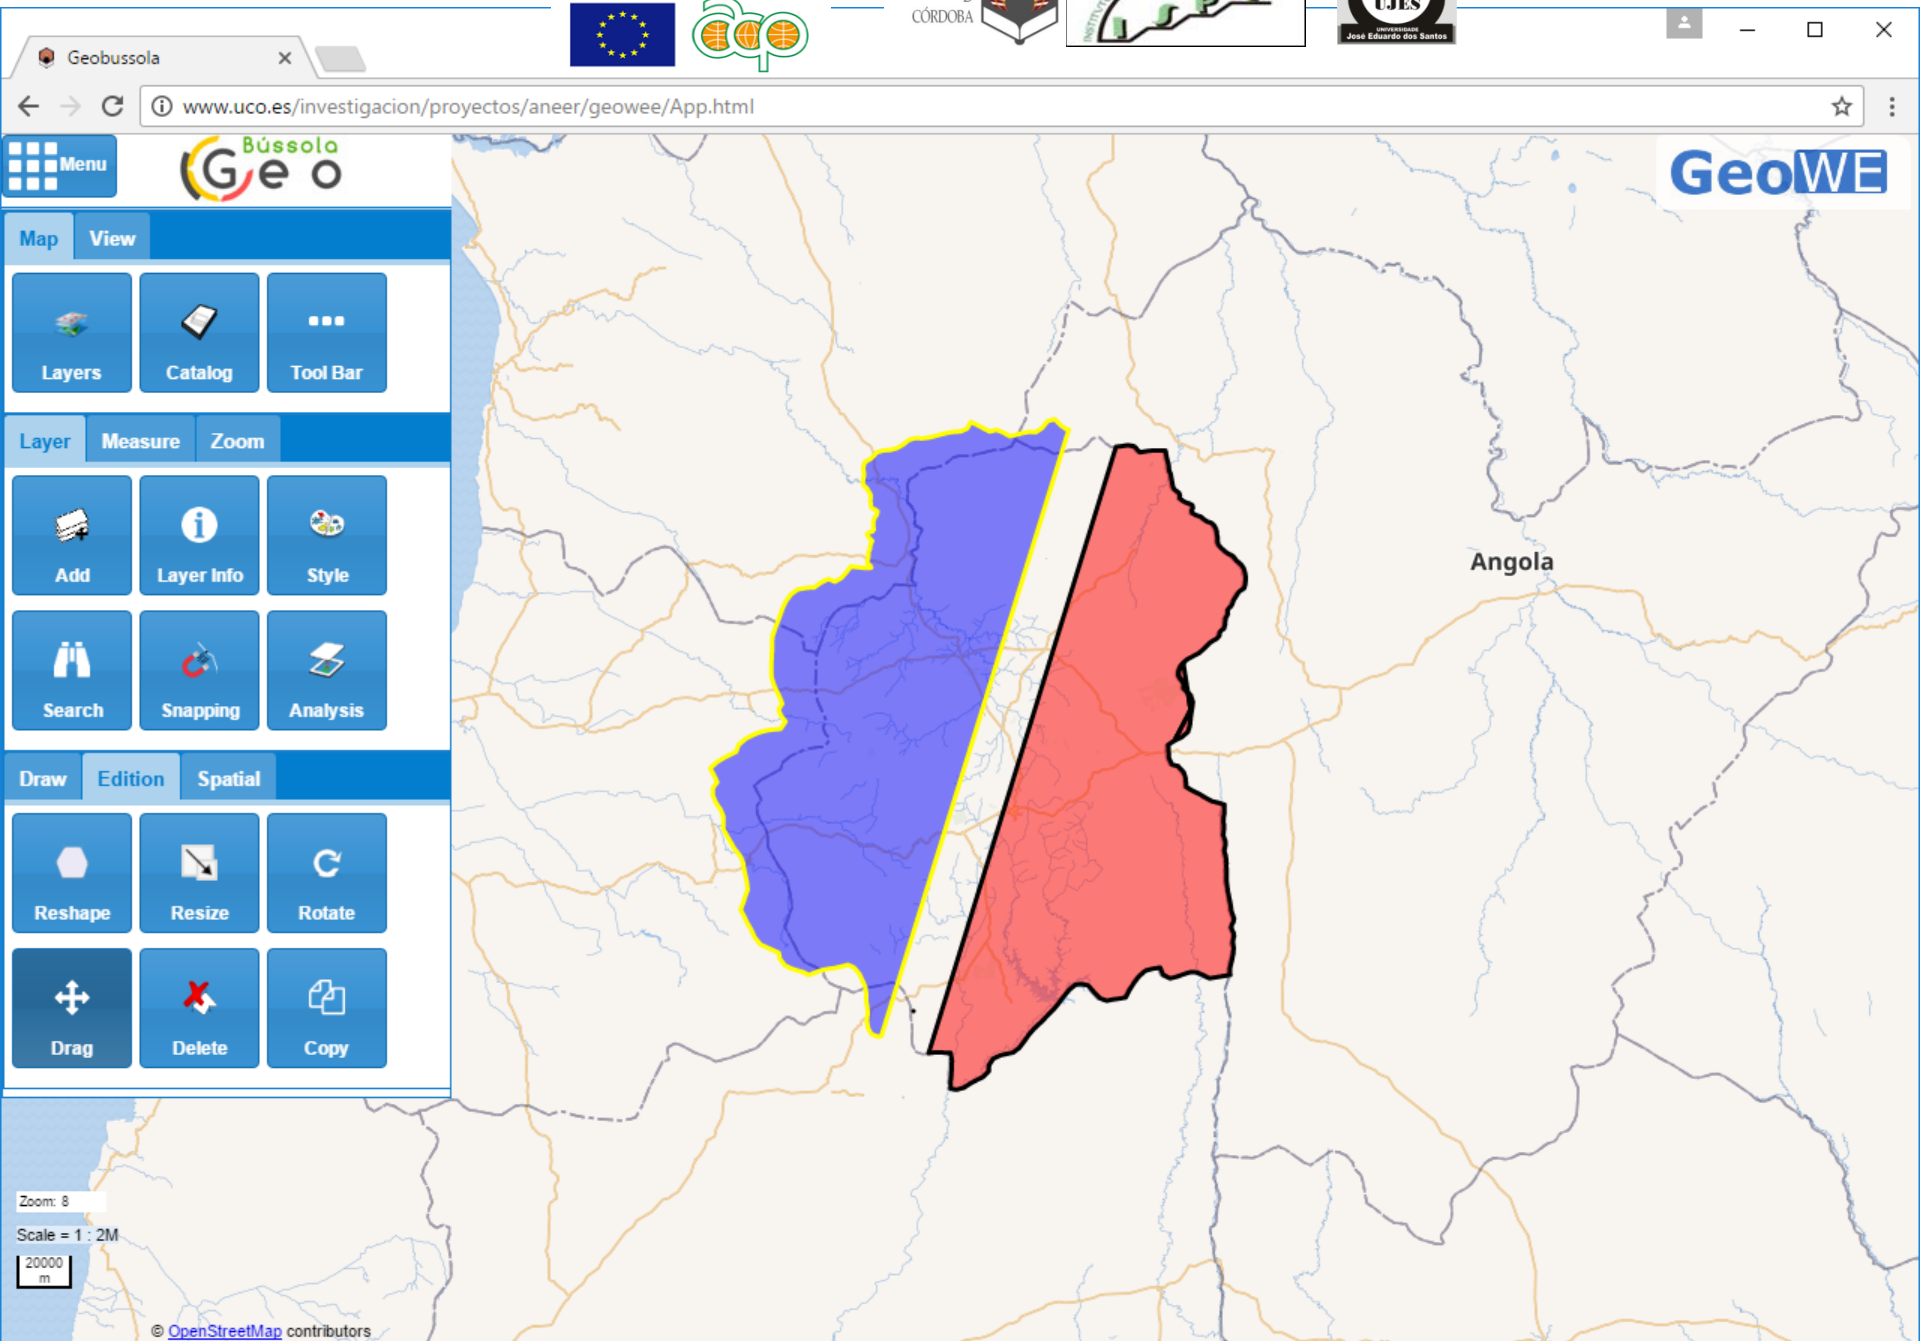 CÓRDOBA
UJES
UNIVERSIDADE
José Eduardo dos Santos
Geobussola
www.uco.es/investigacion/proyectos/aneer/geowee/App.html
Menu
Bússola
Geo
GeoWE
Map View
Layers Catalog Tool Bar
Layer Measure Zoom
Add Layer Info Style
Search Snapping Analysis
Draw Edition Spatial
Reshape Resize Rotate
Drag Delete Copy
Angola
Zoom: 8
Scale = 1 : 2M
20000
m
© OpenStreetMap contributors